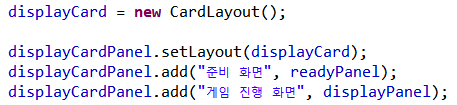 displayCard = new CardLayout();
displayCardPanel.setLayout(displayCard);
displayCardPanel.add("준비 화면", readyPanel);
displayCardPanel.add("게임 진행 화면", displayPanel);